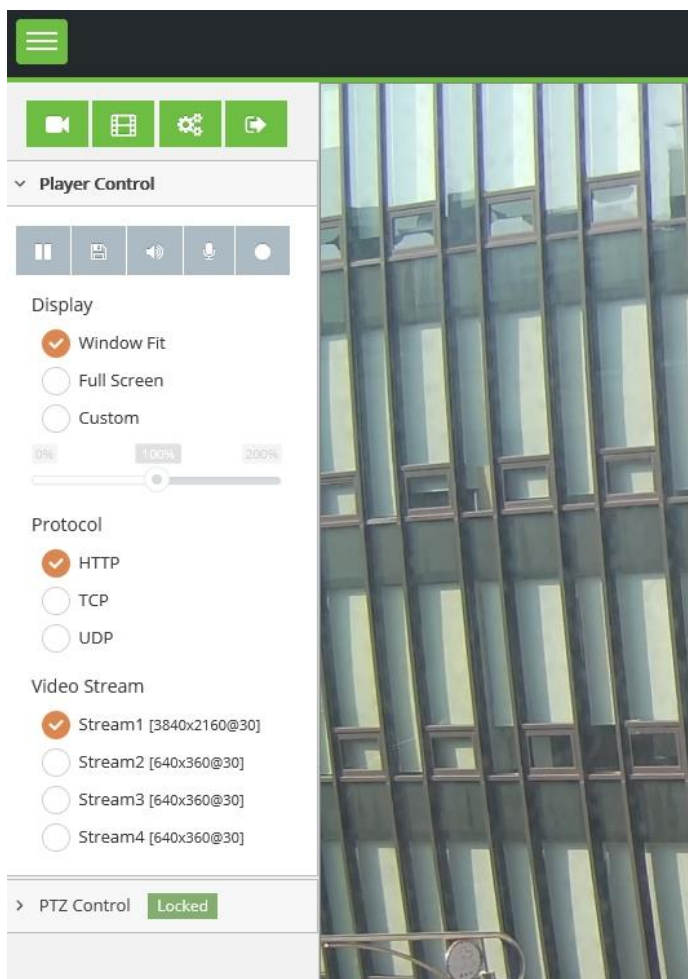 Player Control
Display
Window Fit
Full Screen
Custom
0% 100% 200%
Protocol
HTTP
TCP
UDP
Video Stream
Stream1 [3840x2160@30]
Stream2 [640x360@30]
Stream3 [640x360@30]
Stream4 [640x360@30]
PTZ Control Locked